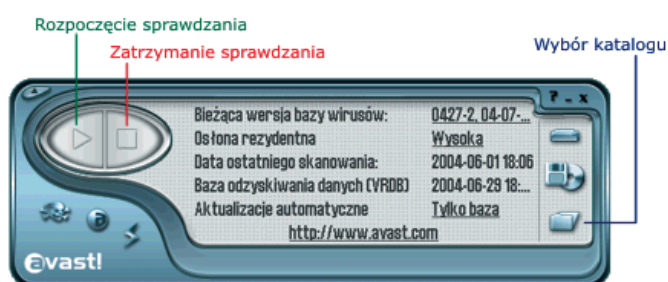 Rozpoczęcie sprawdzania
Zatrzymanie sprawdzania
Wybór katalogu
? - x
Bieżąca wersja bazy wirusów: 0427-2, 04-07-...
Osłona rezydentna Wysoka
Data ostatniego skanowania: 2004-06-01 18:06
Baza odzyskiwania danych (VRDB) 2004-06-29 18:...
Aktualizacje automatyczne Tylko baza
http://www.avast.com
a
avast!